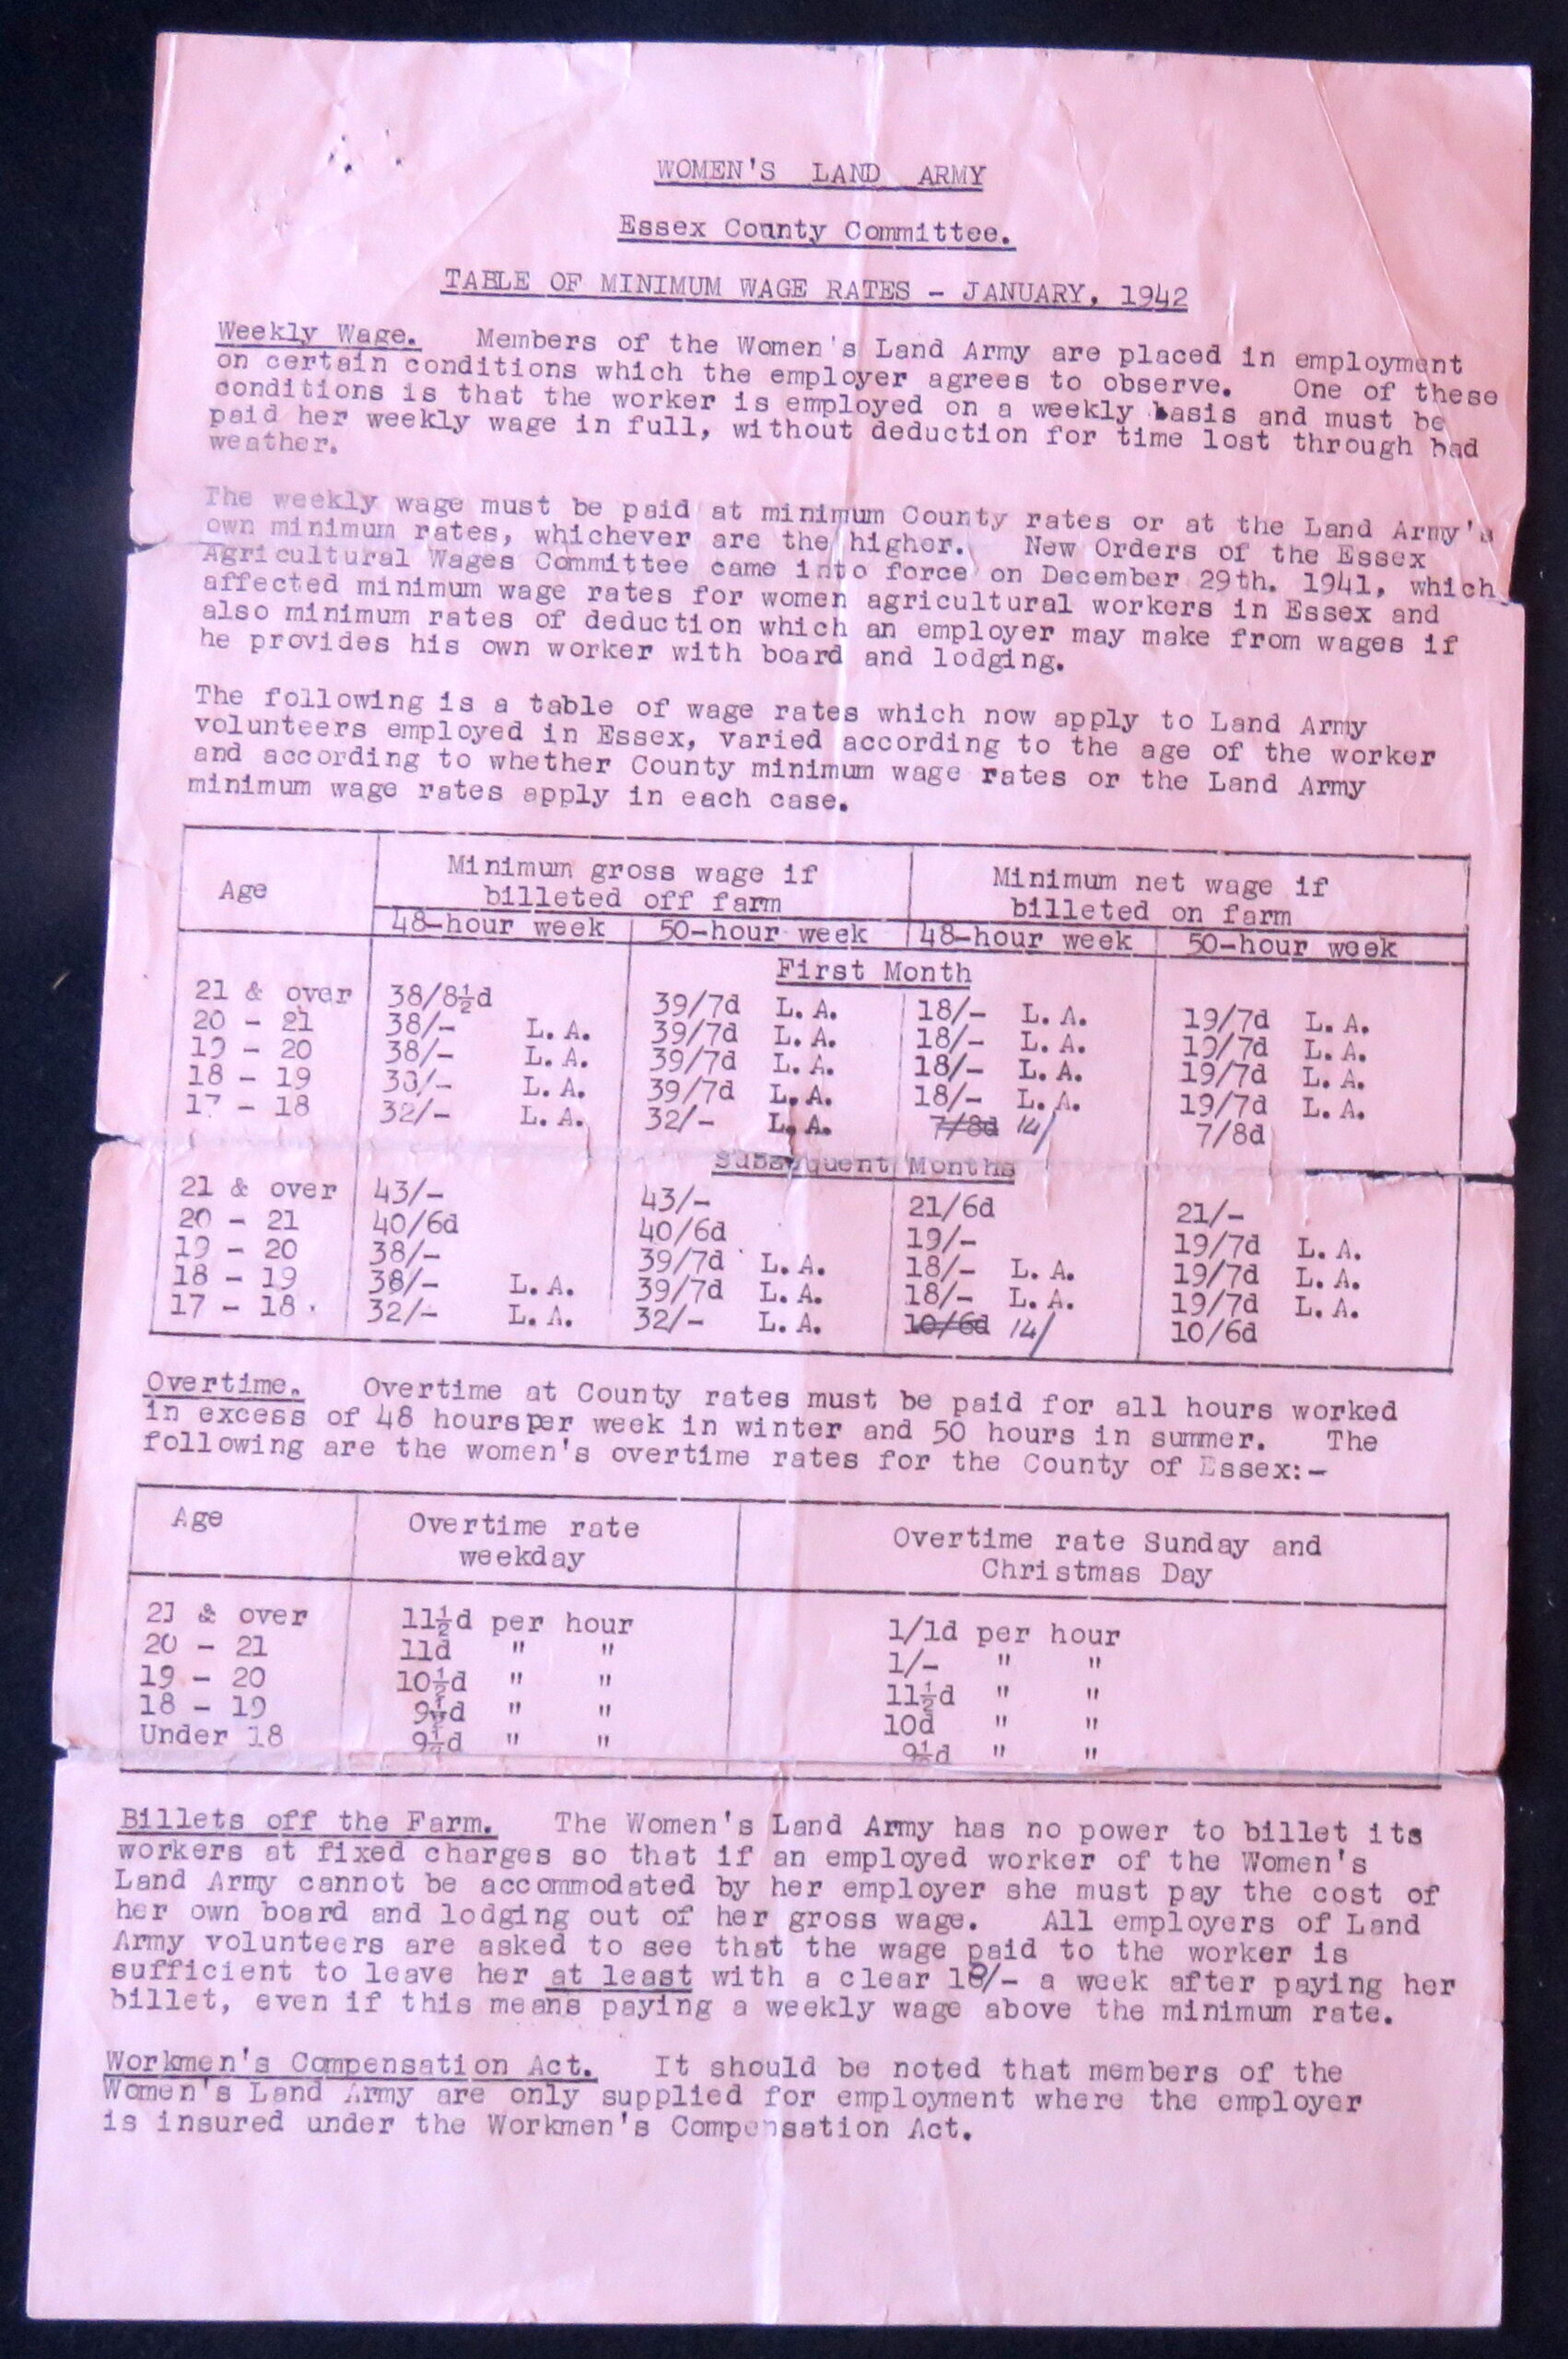 WOMEN'S LAND ARMY
Essex County Committee.
TABLE OF MINIMUM WAGE RATES - JANUARY, 1942
Weekly Wage. Members of the Women's Land Army are placed in employment
on certain conditions which the employer agrees to observe. One of these
conditions is that the worker is employed on a weekly basis and must be
paid her weekly wage in full, without deduction for time lost through bad
weather.
The weekly wage must be paid at minimum County rates or at the Land Army's
own minimum rates, whichever are the higher. New Orders of the Essex
Agricultural Wages Committee came into force on December 29th. 1941, which
affected minimum wage rates for women agricultural workers in Essex and
also minimum rates of deduction which an employer may make from wages if
he provides his own worker with board and lodging.
The following is a table of wage rates which now apply to Land Army
volunteers employed in Essex, varied according to the age of the worker
and according to whether County minimum wage rates or the Land Army
minimum wage rates apply in each case.
Age Minimum gross wage if Minimum net wage if
billeted off farm billeted on farm
48-hour week 50-hour week 48-hour week 50-hour week
First Month
21 & over 38/8½d 39/7d L.A. 18/- L.A. 19/7d L.A.
20 - 21 38/- L.A. 39/7d L.A. 18/- L.A. 19/7d L.A.
19 - 20 38/- L.A. 39/7d L.A. 18/- L.A. 19/7d L.A.
18 - 19 38/- L.A. 39/7d L.A. 18/- L.A. 19/7d L.A.
17 - 18 32/- L.A. 32/- L.A. 7/8d 14/ 7/8d
Subsequent Months
21 & over 43/- 43/- 21/6d 21/-
20 - 21 40/6d 40/6d 19/- 19/7d L.A.
19 - 20 38/- 39/7d L.A. 18/- L.A. 19/7d L.A.
18 - 19 38/- L.A. 39/7d L.A. 18/- L.A. 19/7d L.A.
17 - 18 32/- L.A. 32/- L.A. 10/6d 14/ 10/6d
Overtime. Overtime at County rates must be paid for all hours worked
in excess of 48 hours per week in winter and 50 hours in summer. The
following are the women's overtime rates for the County of Essex:-
Age Overtime rate Overtime rate Sunday and
weekday Christmas Day
21 & over 11½d per hour 1/1d per hour
20 - 21 11d " " 1/- " "
19 - 20 10½d " " 11½d " "
18 - 19 " " 10d " "
Under 18 9½d " " 9½d " "
Billets off the Farm. The Women's Land Army has no power to billet its
workers at fixed charges so that if an employed worker of the Women's
Land Army cannot be accommodated by her employer she must pay the cost of
her own board and lodging out of her gross wage. All employers of Land
Army volunteers are asked to see that the wage paid to the worker is
sufficient to leave her at least with a clear 18/- a week after paying her
billet, even if this means paying a weekly wage above the minimum rate.
Workmen's Compensation Act. It should be noted that members of the
Women's Land Army are only supplied for employment where the employer
is insured under the Workmen's Compensation Act.